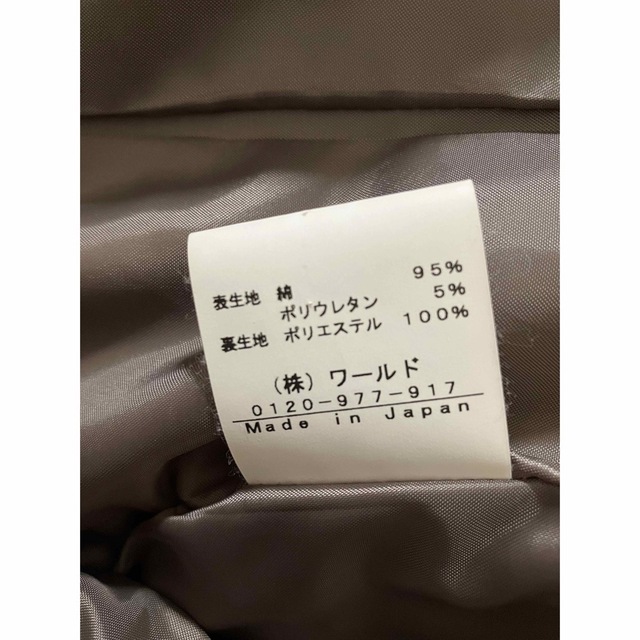 表生地 綿 95%
ポリウレタン 5%
裏生地 ポリエステル 100%
(株) ワールド
0120-977-917
Made in Japan